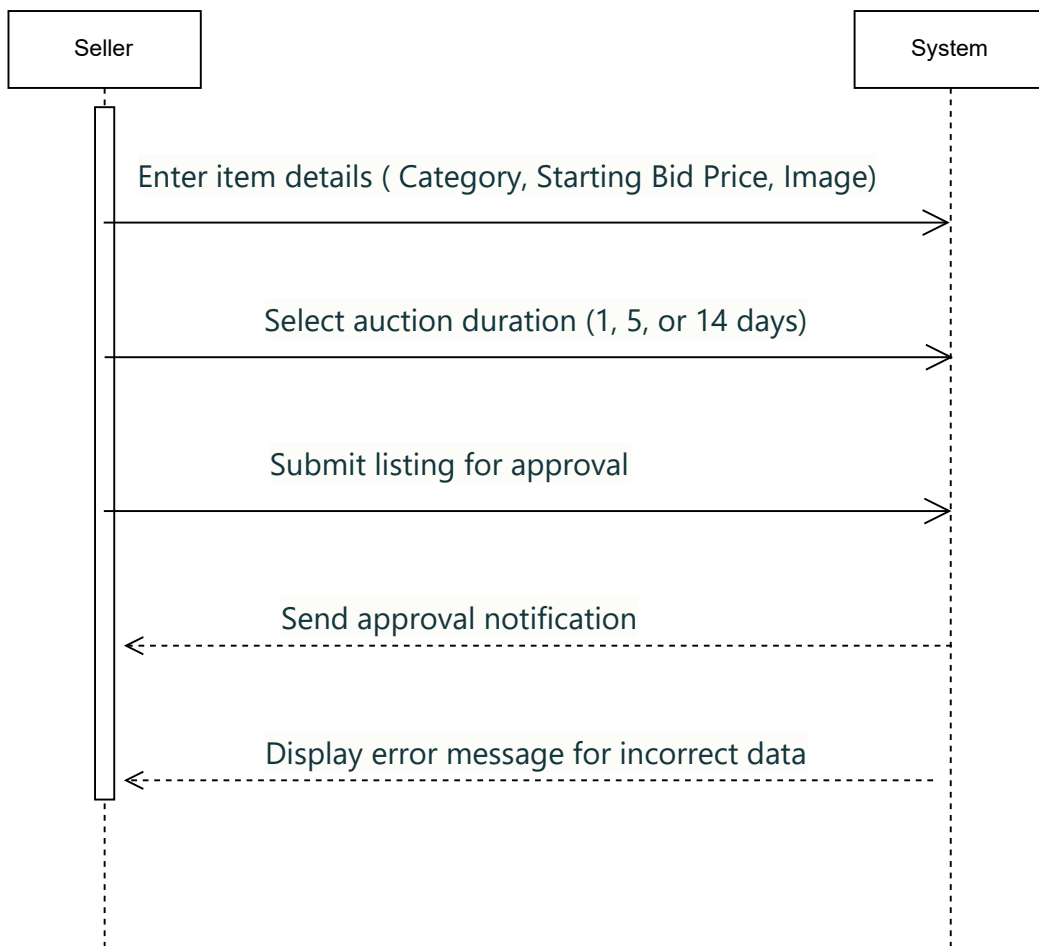 Seller
System
Enter item details ( Category, Starting Bid Price, Image)
Select auction duration (1, 5, or 14 days)
Submit listing for approval
Send approval notification
Display error message for incorrect data